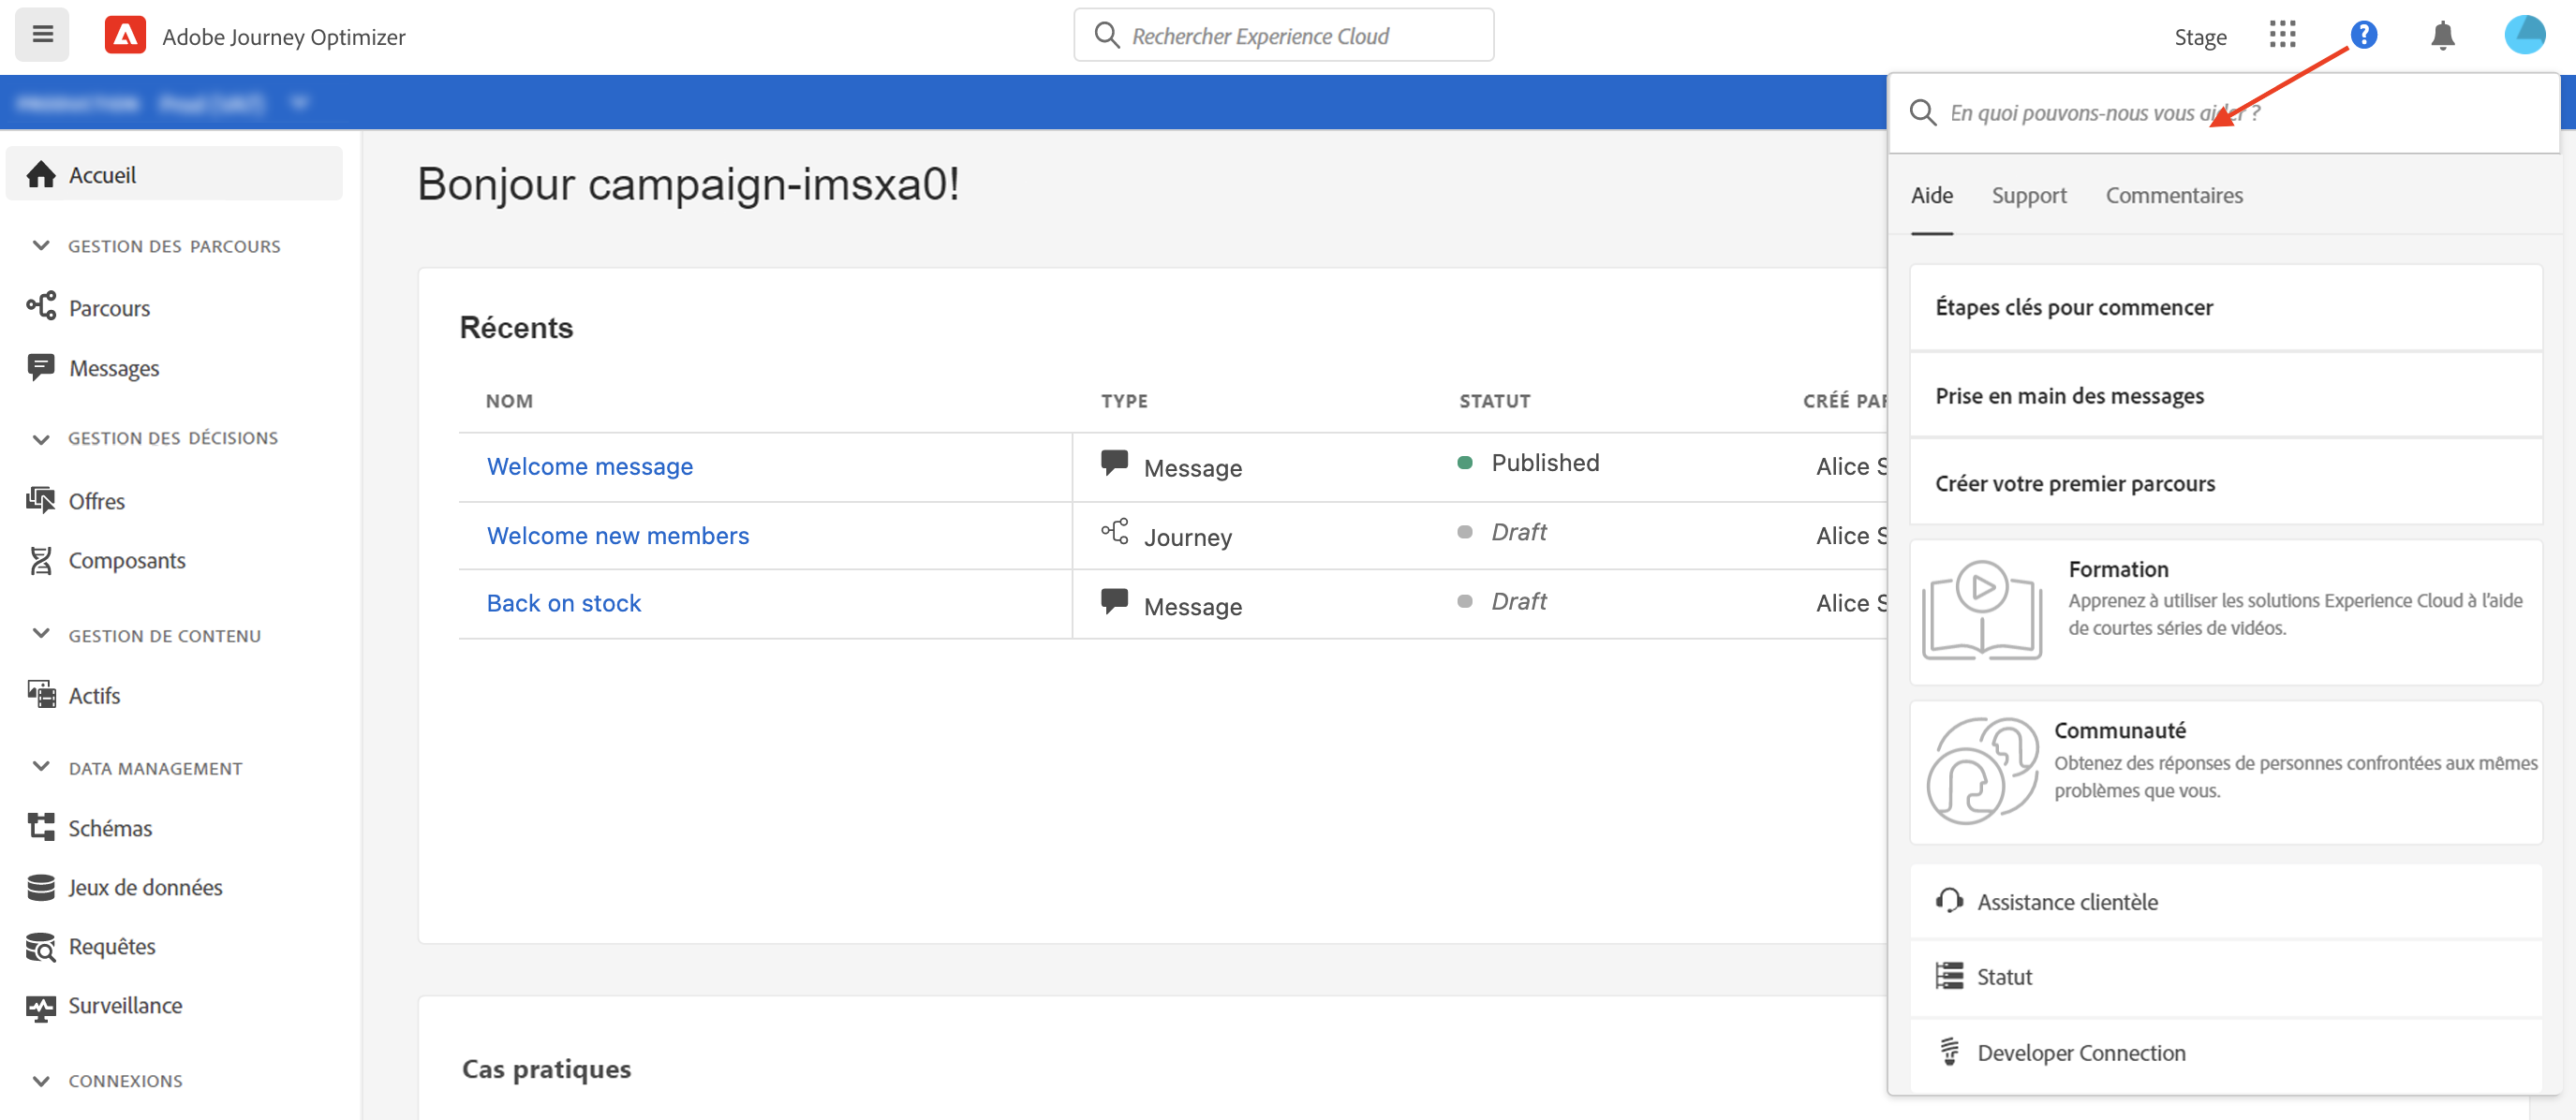 Adobe Journey Optimizer
Rechercher Experience Cloud
Stage
?
En quoi pouvons-nous vous aider ?
Accueil
GESTION DES PARCOURS
Parcours
Messages
GESTION DES DÉCISIONS
Offres
Composants
GESTION DE CONTENU
Actifs
DATA MANAGEMENT
Schémas
Jeux de données
Requêtes
Surveillance
CONNEXIONS
Bonjour campaign-imsxa0!
Récents
NOM TYPE STATUT CRÉÉ PAR
Welcome message Message Published Alice S
Welcome new members Journey Draft Alice S
Back on stock Message Draft Alice S
Cas pratiques
Aide Support Commentaires
Étapes clés pour commencer
Prise en main des messages
Créer votre premier parcours
Formation
Apprenez à utiliser les solutions Experience Cloud à l'aide
de courtes séries de vidéos.
Communauté
Obtenez des réponses de personnes confrontées aux mêmes
problèmes que vous.
Assistance clientèle
Statut
Developer Connection